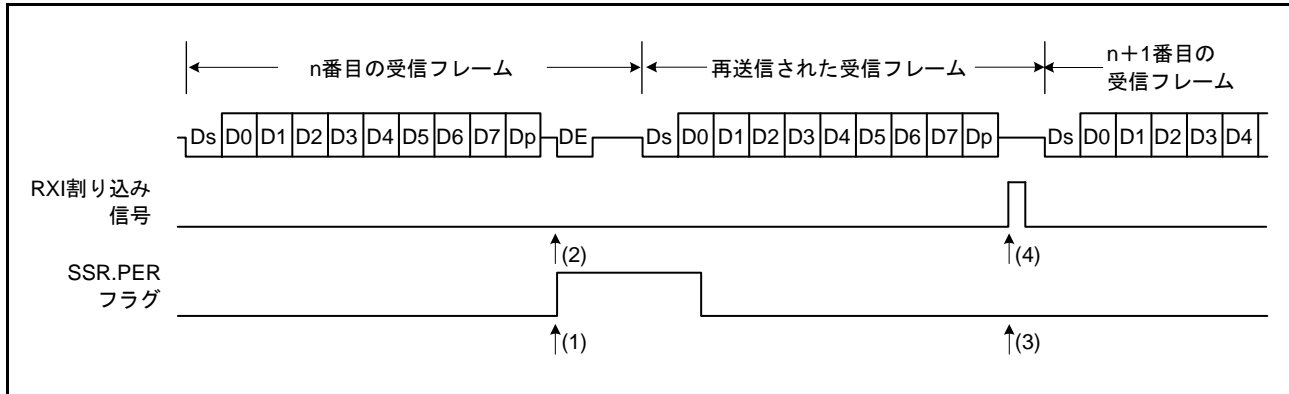 n番目の受信フレーム
再送信された受信フレーム
n+1番目の
受信フレーム
Ds D0 D1 D2 D3 D4 D5 D6 D7 Dp DE Ds D0 D1 D2 D3 D4 D5 D6 D7 Dp Ds D0 D1 D2 D3 D4
RXI割り込み
信号
(2) (4)
SSR.PER
フラグ
(1) (3)